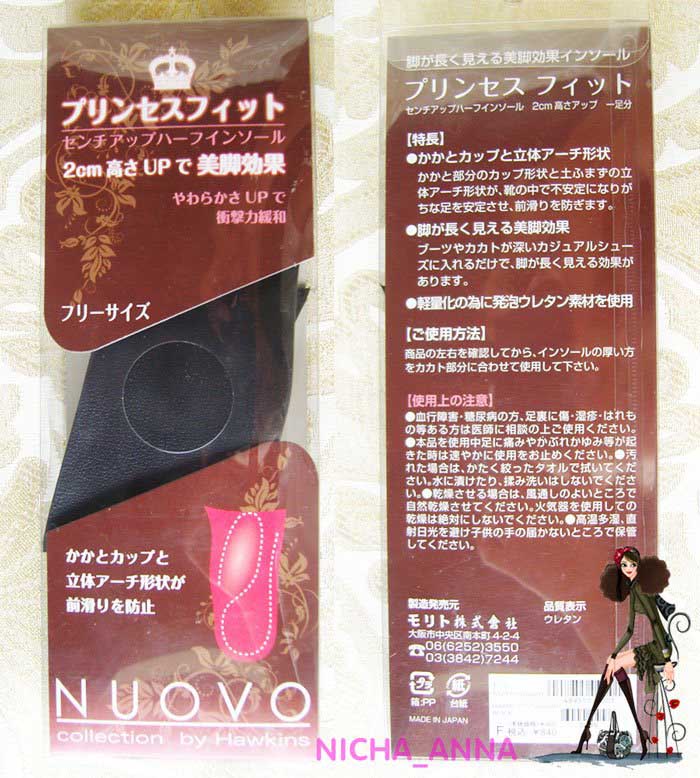 プリンセスフィット
センチアップハーフインソール
2cm 高さ UP で 美脚効果
やわらかさ UP で
衝撃力緩和
フリーサイズ
かかとカップと
立体アーチ形状が
前滑りを防止
NUOVO
collection by Hawkins
脚が長く見える美脚効果インソール
プリンセス フィット
センチアップハーフインソール 2cm 高さアップ 一足分
【特長】
●かかとカップと立体アーチ形状
かかと部分のカップ形状と土ふまずの立
体アーチ形状が、靴の中で不安定になりが
ちな足を安定させ、前滑りを防ぎます。
●脚が長く見える美脚効果
ブーツやカカトが深いカジュアルシュー
ズに入れるだけで、脚が長く見える効果が
あります。
●軽量化の為に発泡ウレタン素材を使用
【ご使用方法】
商品の左右を確認してから、インソールの厚い方
をカカト部分に合わせて使用して下さい。
【使用上の注意】
●血行障害・糖尿病の方、足裏に傷・湿疹・はれも
の等ある方は医師に相談の上ご使用ください。
●本品を使用中足に痛みやかぶれかゆみ等が起
きた時は速やかに使用をお止めください。●汚
れた場合は、かたく絞ったタオルで拭いてくださ
い。水に漬けたり、揉み洗いはしないでください。
●乾燥させる場合は、風通しのよいところで
自然乾燥させてください。火気器を使用しての
乾燥は絶対にしないでください。●高温多湿、直
射日光を避け子供の手の届かないところで保管
してください。
製造発売元
モリト株式会社
大阪市中央区南本町4-2-4
☎06(6252)3550
03(3842)7244
品質表示
ウレタン
プラ
箱:PP
紙
台紙
MADE IN JAPAN
F 税込 ¥840
NICHA_ANNA